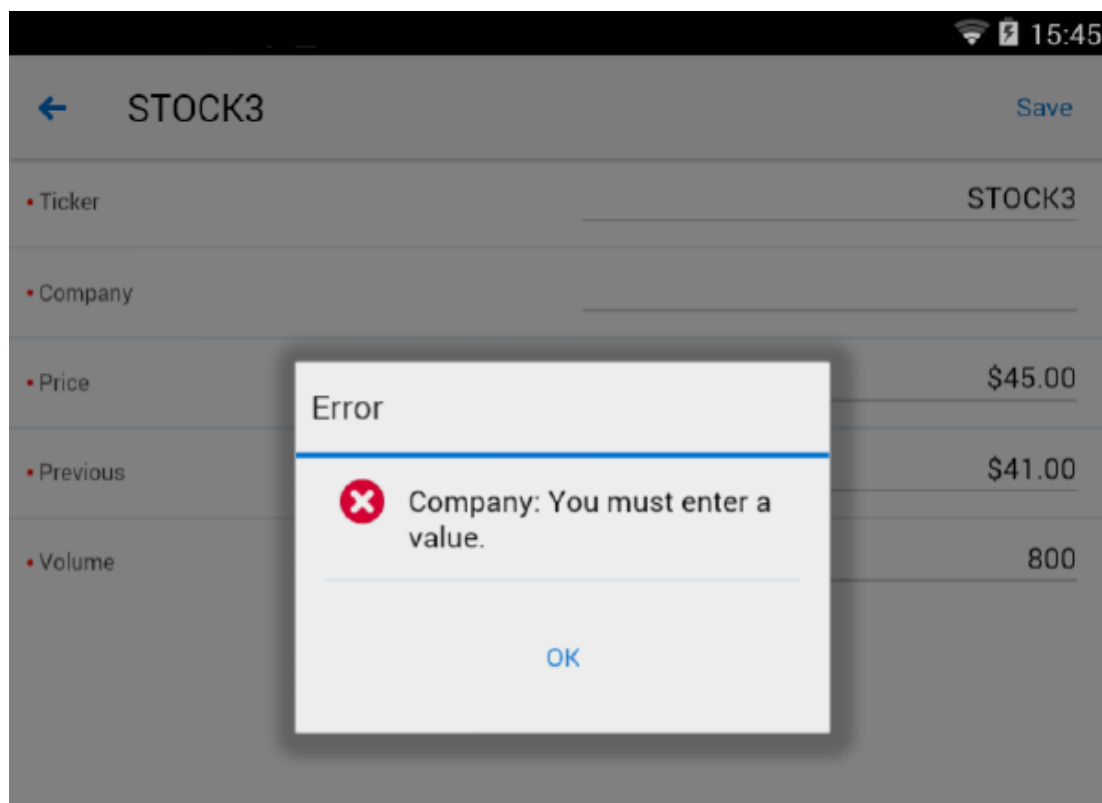 15:45
STOCK3
Save
• Ticker
STOCK3
• Company
• Price
$45.00
• Previous
$41.00
• Volume
800
Error
Company: You must enter a
value.
OK